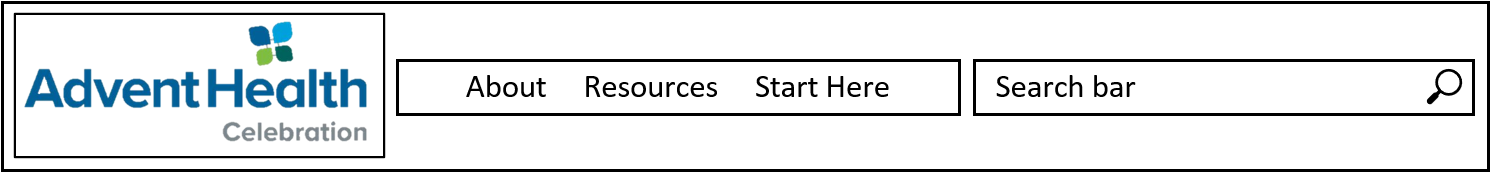 AdventHealth
Celebration
About Resources Start Here
Search bar